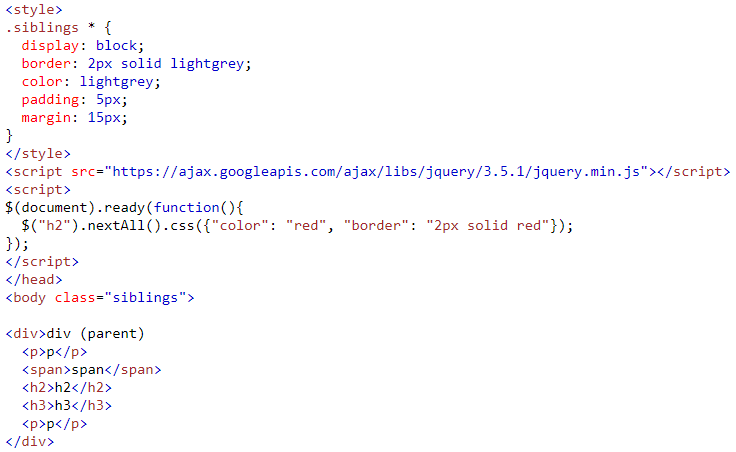 <style>
.siblings * {
  display: block;
  border: 2px solid lightgrey;
  color: lightgrey;
  padding: 5px;
  margin: 15px;
}
</style>
<script src="https://ajax.googleapis.com/ajax/libs/jquery/3.5.1/jquery.min.js"></script>
<script>
$(document).ready(function(){
  $("h2").nextAll().css({"color": "red", "border": "2px solid red"});
});
</script>
</head>
<body class="siblings">

<div>div (parent)
  <p>p</p>
  <span>span</span>
  <h2>h2</h2>
  <h3>h3</h3>
  <p>p</p>
</div>